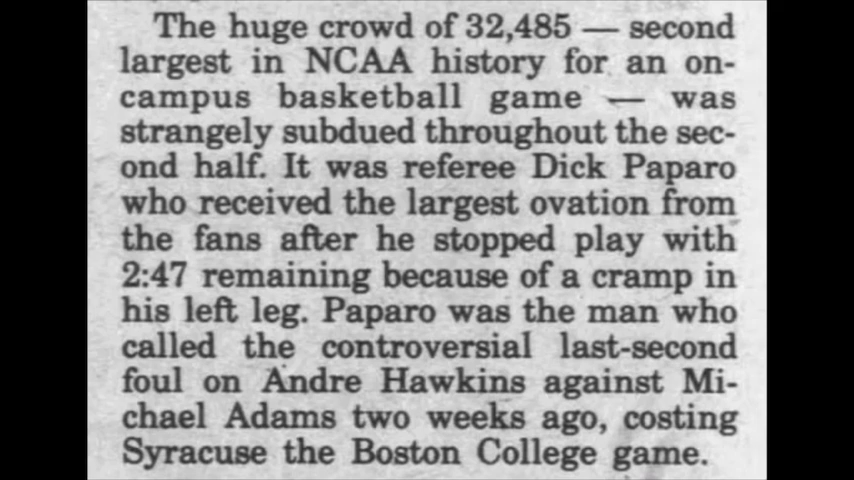 The huge crowd of 32,485 — second
largest in NCAA history for an on-
campus basketball game — was
strangely subdued throughout the sec-
ond half. It was referee Dick Paparo
who received the largest ovation from
the fans after he stopped play with
2:47 remaining because of a cramp in
his left leg. Paparo was the man who
called the controversial last-second
foul on Andre Hawkins against Mi-
chael Adams two weeks ago, costing
Syracuse the Boston College game.